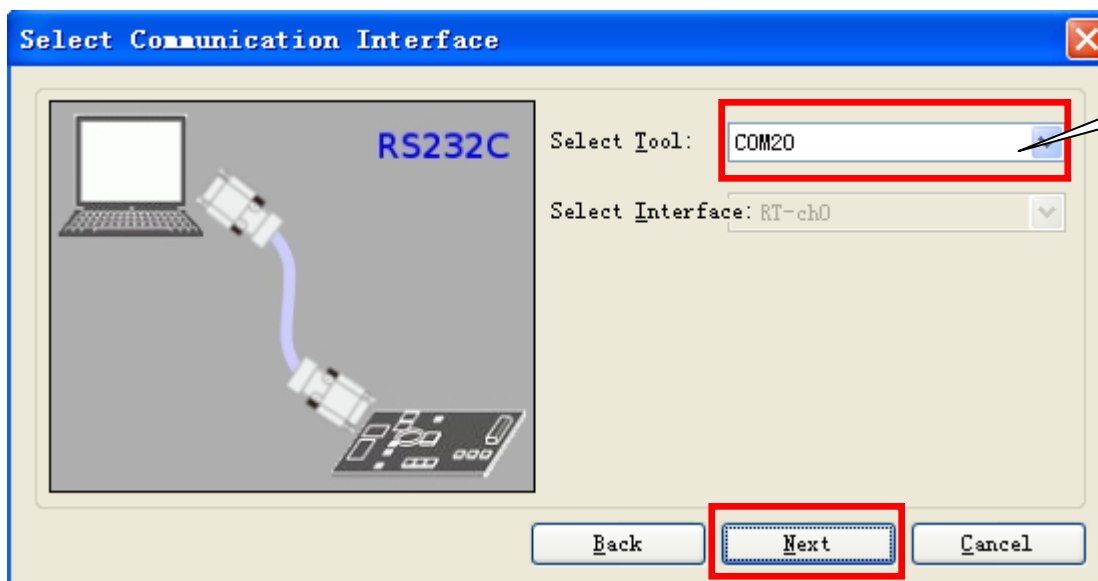 Select Communication Interface
RS232C
Select Tool: COM20
Select Interface: RT-ch0
Back Next Cancel